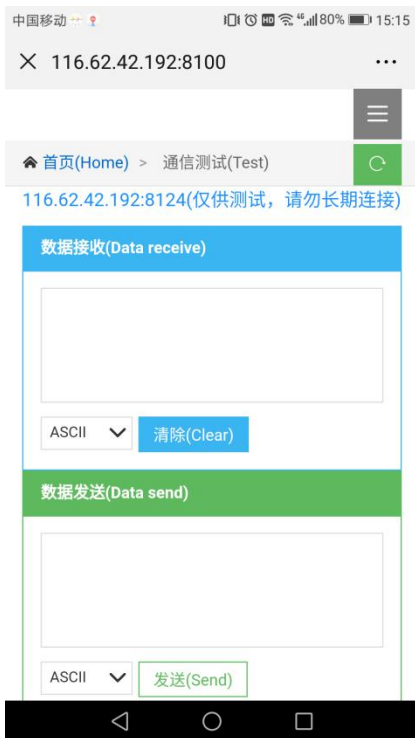 中国移动 HD 46 80% 15:15
116.62.42.192:8100
首页(Home) > 通信测试(Test)
116.62.42.192:8124(仅供测试，请勿长期连接)
数据接收(Data receive)
ASCII 清除(Clear)
数据发送(Data send)
ASCII 发送(Send)